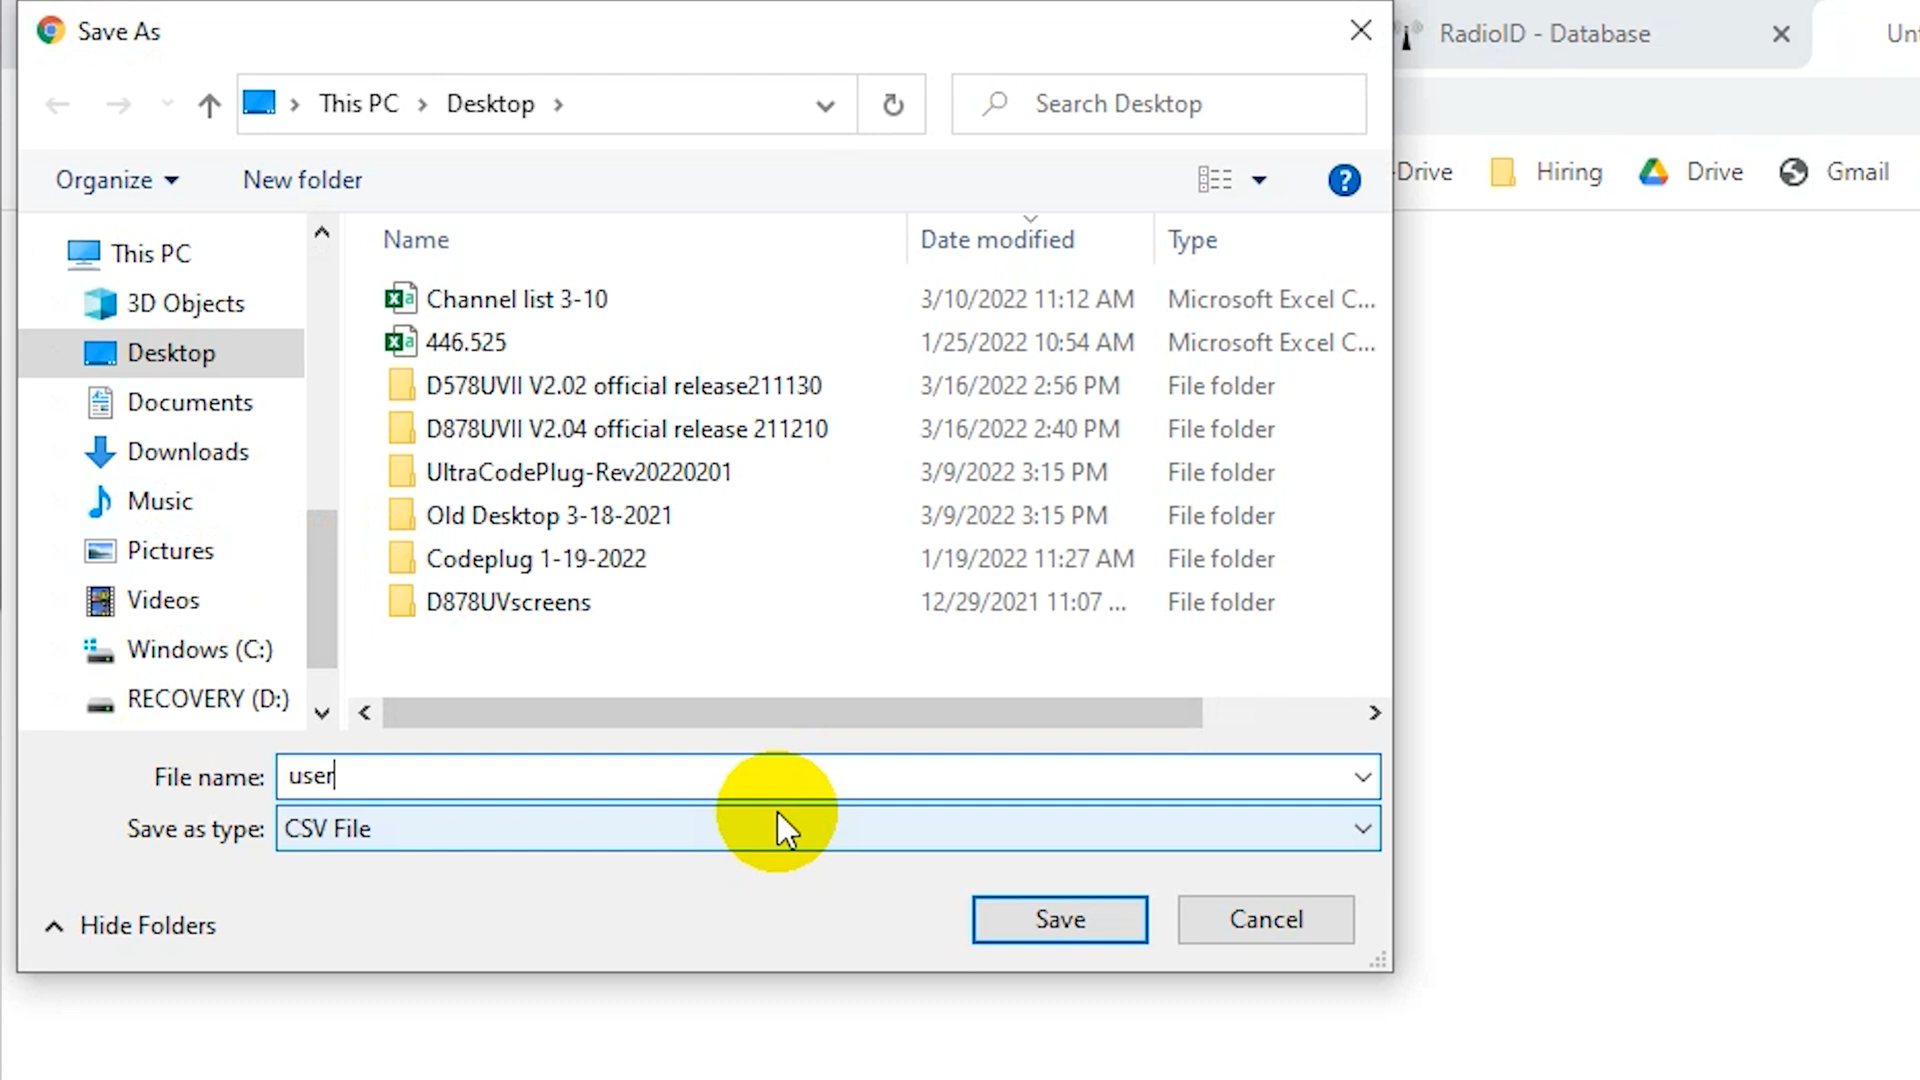 Save As
RadioID - Database
Unt
This PC > Desktop >
Search Desktop
Organize
New folder
-Drive
Hiring
Drive
Gmail
This PC
3D Objects
Desktop
Documents
Downloads
Music
Pictures
Videos
Windows (C:)
RECOVERY (D:)
Name Date modified Type
Channel list 3-10 3/10/2022 11:12 AM Microsoft Excel C...
446.525 1/25/2022 10:54 AM Microsoft Excel C...
D578UVII V2.02 official release211130 3/16/2022 2:56 PM File folder
D878UVII V2.04 official release 211210 3/16/2022 2:40 PM File folder
UltraCodePlug-Rev20220201 3/9/2022 3:15 PM File folder
Old Desktop 3-18-2021 3/9/2022 3:15 PM File folder
Codeplug 1-19-2022 1/19/2022 11:27 AM File folder
D878UVscreens 12/29/2021 11:07 ... File folder
File name: user
Save as type: CSV File
Hide Folders
Save
Cancel